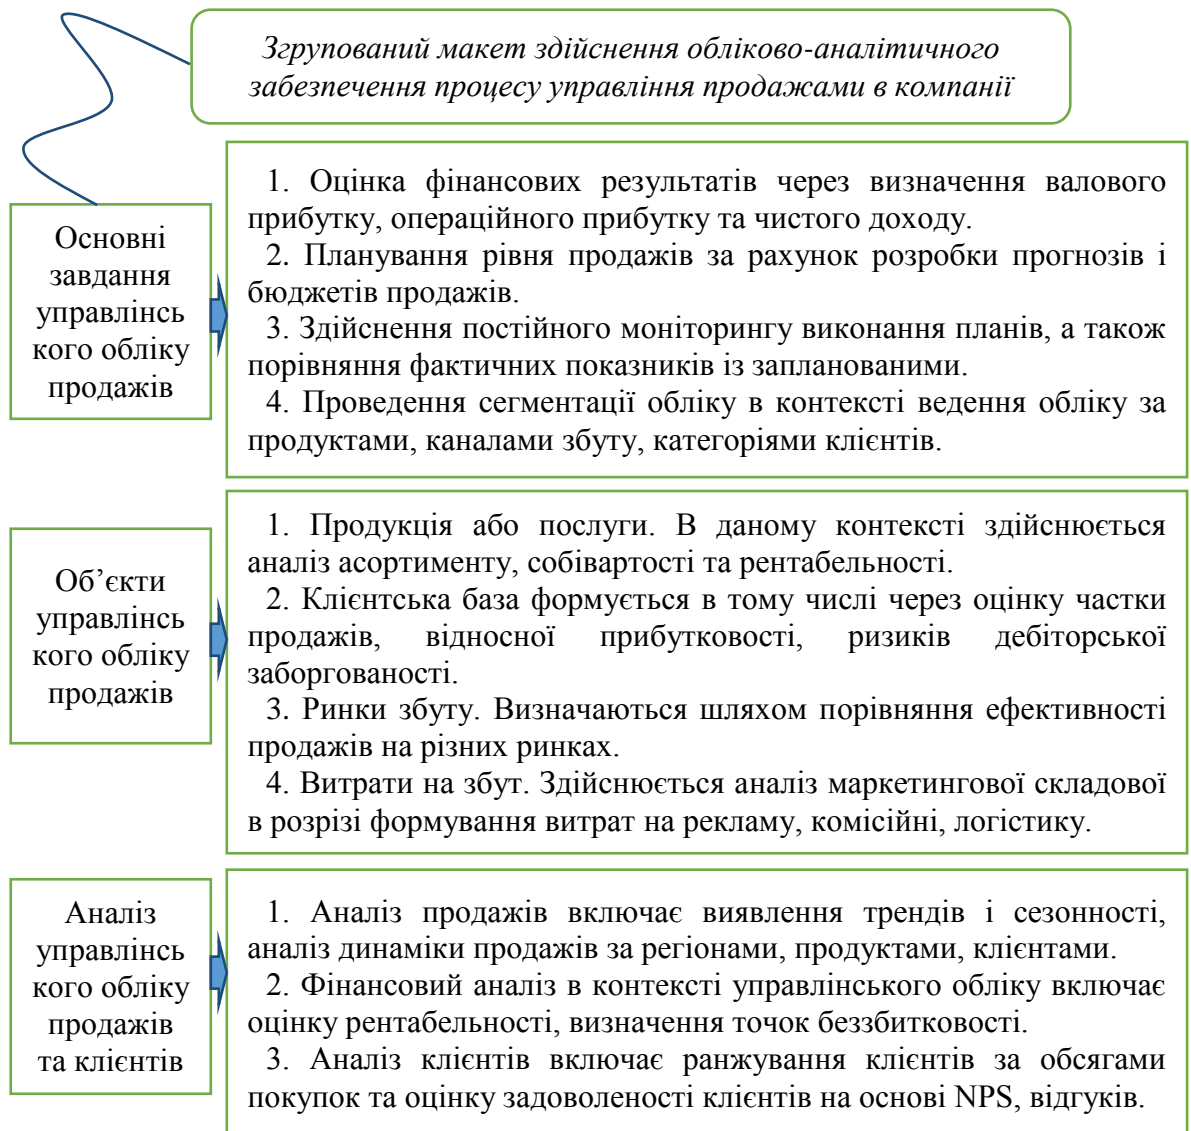 Згрупований макет здійснення обліково-аналітичного
забезпечення процесу управління продажами в компанії
Основні
завдання
управлінсь
кого обліку
продажів
1. Оцінка фінансових результатів через визначення валового
прибутку, операційного прибутку та чистого доходу.
2. Планування рівня продажів за рахунок розробки прогнозів і
бюджетів продажів.
3. Здійснення постійного моніторингу виконання планів, а також
порівняння фактичних показників із запланованими.
4. Проведення сегментації обліку в контексті ведення обліку за
продуктами, каналами збуту, категоріями клієнтів.
Об’єкти
управлінсь
кого обліку
продажів
1. Продукція або послуги. В даному контексті здійснюється
аналіз асортименту, собівартості та рентабельності.
2. Клієнтська база формується в тому числі через оцінку частки
продажів, відносної прибутковості, ризиків дебіторської
заборгованості.
3. Ринки збуту. Визначаються шляхом порівняння ефективності
продажів на різних ринках.
4. Витрати на збут. Здійснюється аналіз маркетингової складової
в розрізі формування витрат на рекламу, комісійні, логістику.
Аналіз
управлінсь
кого обліку
продажів
та клієнтів
1. Аналіз продажів включає виявлення трендів і сезонності,
аналіз динаміки продажів за регіонами, продуктами, клієнтами.
2. Фінансовий аналіз в контексті управлінського обліку включає
оцінку рентабельності, визначення точок беззбитковості.
3. Аналіз клієнтів включає ранжування клієнтів за обсягами
покупок та оцінку задоволеності клієнтів на основі NPS, відгуків.